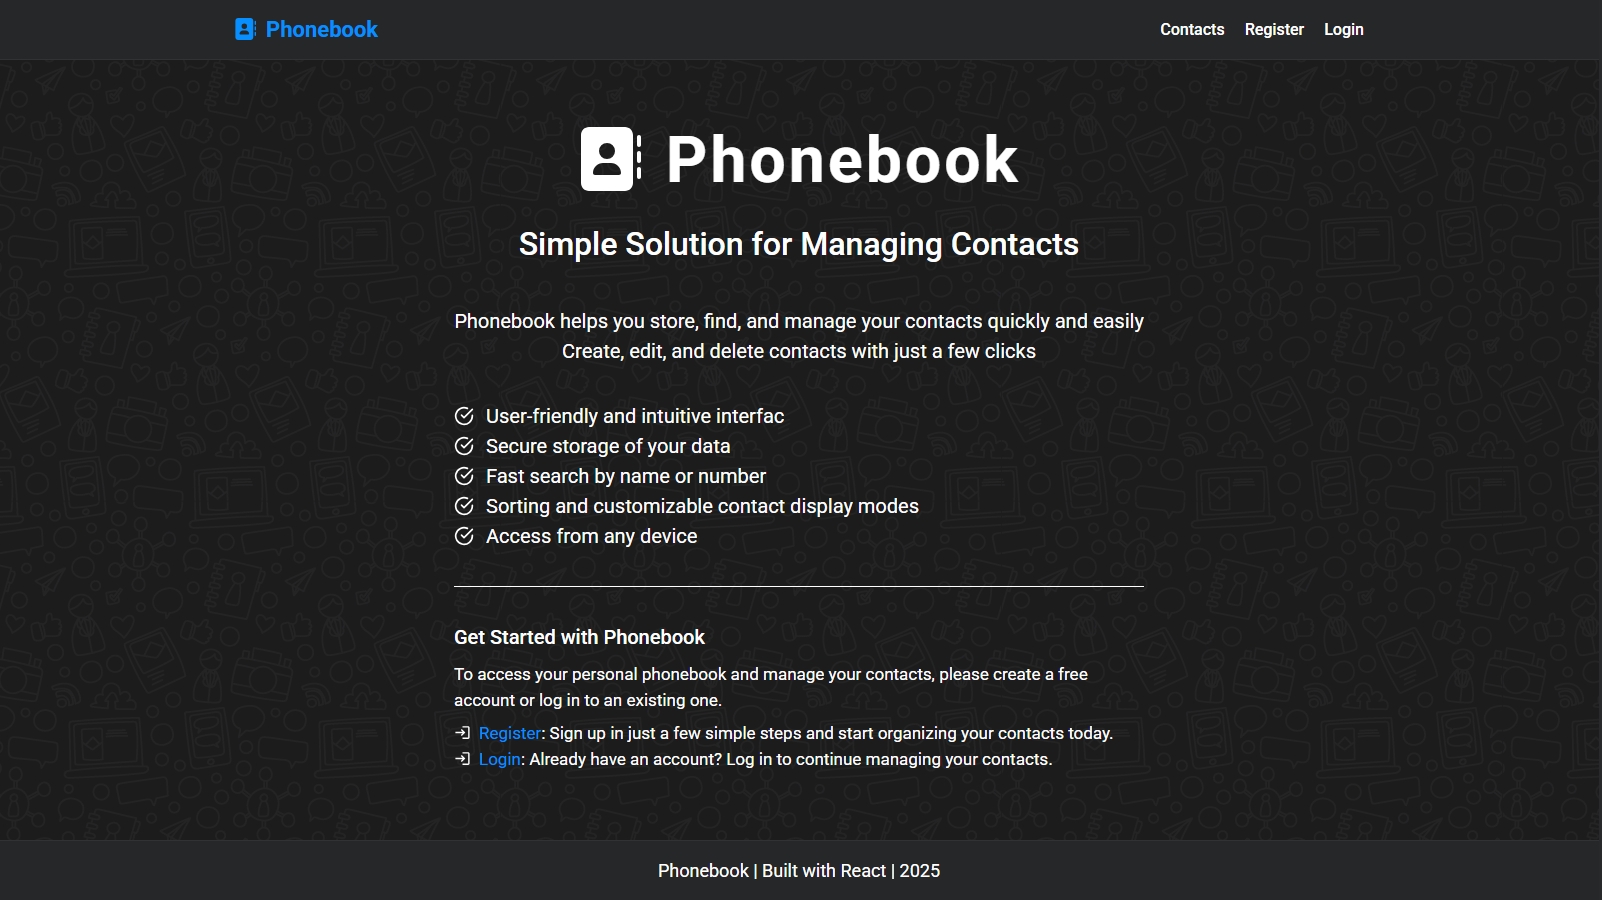 Phonebook
Contacts Register Login
Phonebook
Simple Solution for Managing Contacts
Phonebook helps you store, find, and manage your contacts quickly and easily
Create, edit, and delete contacts with just a few clicks
User-friendly and intuitive interfac
Secure storage of your data
Fast search by name or number
Sorting and customizable contact display modes
Access from any device
Get Started with Phonebook
To access your personal phonebook and manage your contacts, please create a free
account or log in to an existing one.
Register: Sign up in just a few simple steps and start organizing your contacts today.
Login: Already have an account? Log in to continue managing your contacts.
Phonebook | Built with React | 2025